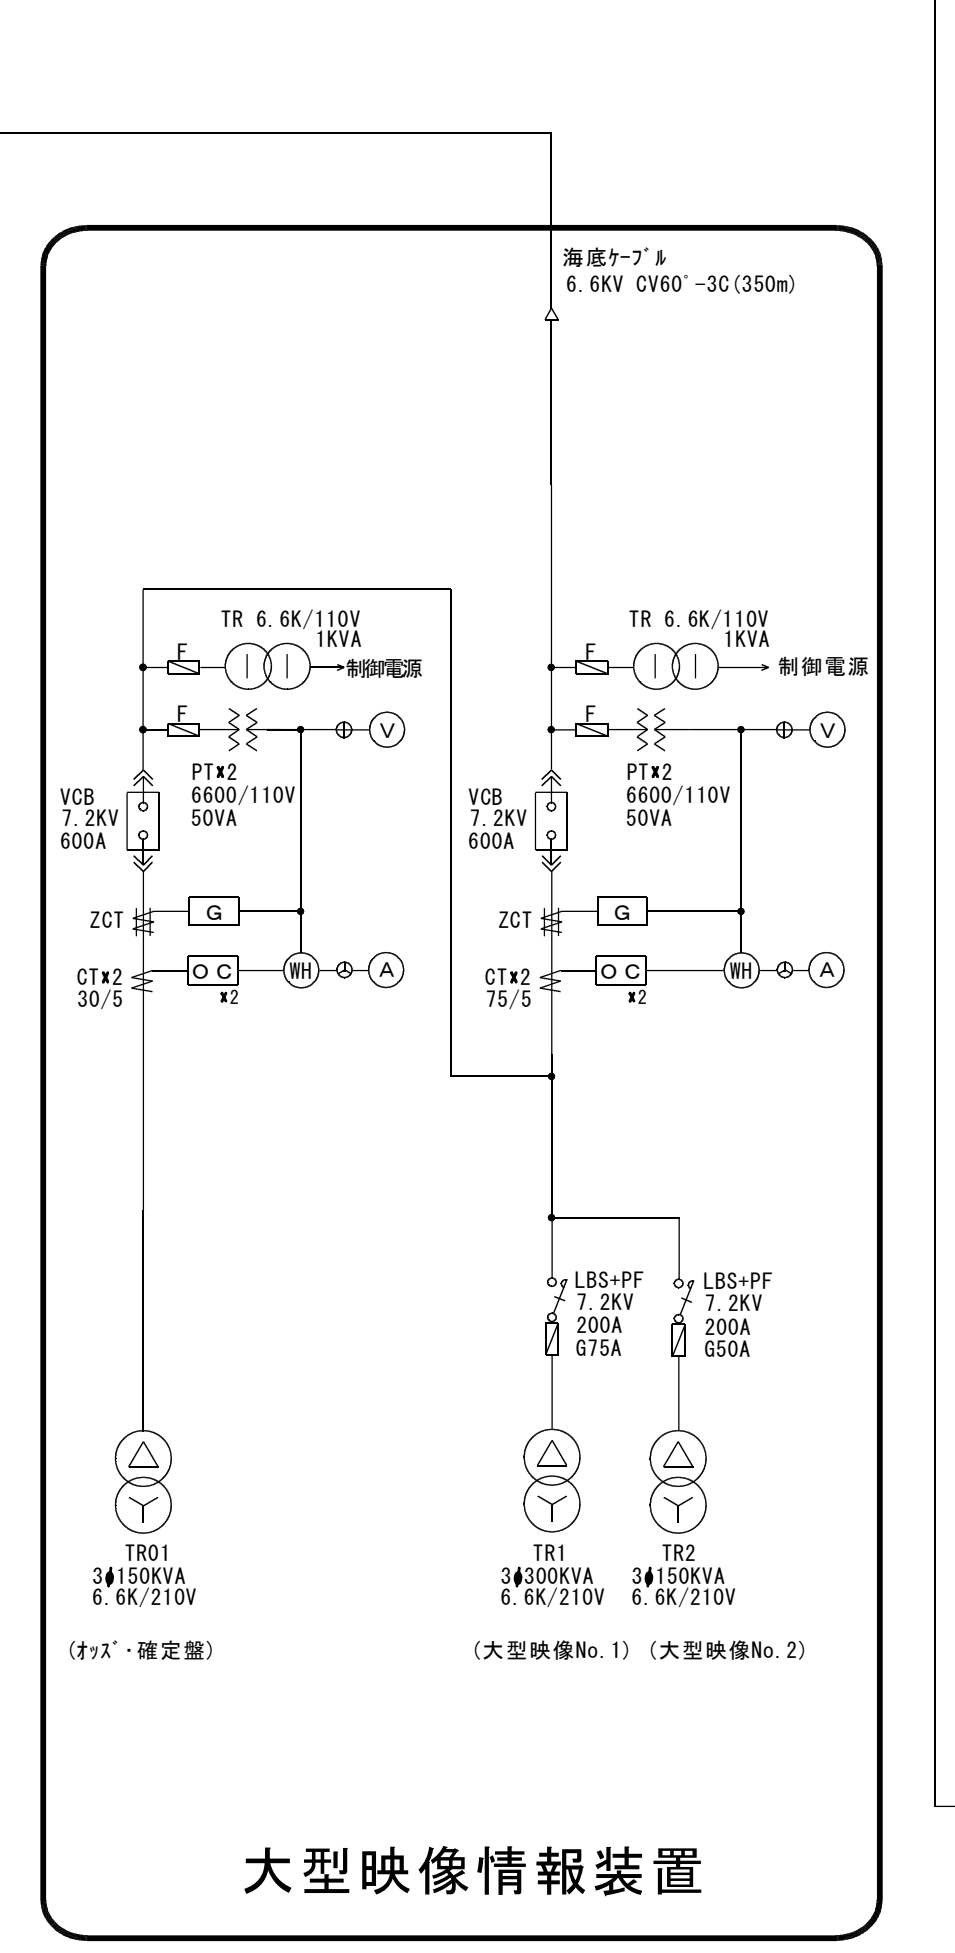 海底ｹｰﾌﾞﾙ
6.6KV CV60゜-3C(350m)
TR 6.6K/110V
1KVA
F
制御電源
F
V
PT×2
6600/110V
50VA
VCB
7.2KV
600A
ZCT
G
CT×2
30/5
OC
×2
WH
A
TR 6.6K/110V
1KVA
F
制御電源
F
V
PT×2
6600/110V
50VA
VCB
7.2KV
600A
ZCT
G
CT×2
75/5
OC
×2
WH
A
LBS+PF
7.2KV
200A
G75A
LBS+PF
7.2KV
200A
G50A
TR01
3φ150KVA
6.6K/210V
(ｵｯｽﾞ・確定盤)
TR1
3φ300KVA
6.6K/210V
(大型映像No.1)
TR2
3φ150KVA
6.6K/210V
(大型映像No.2)
大型映像情報装置